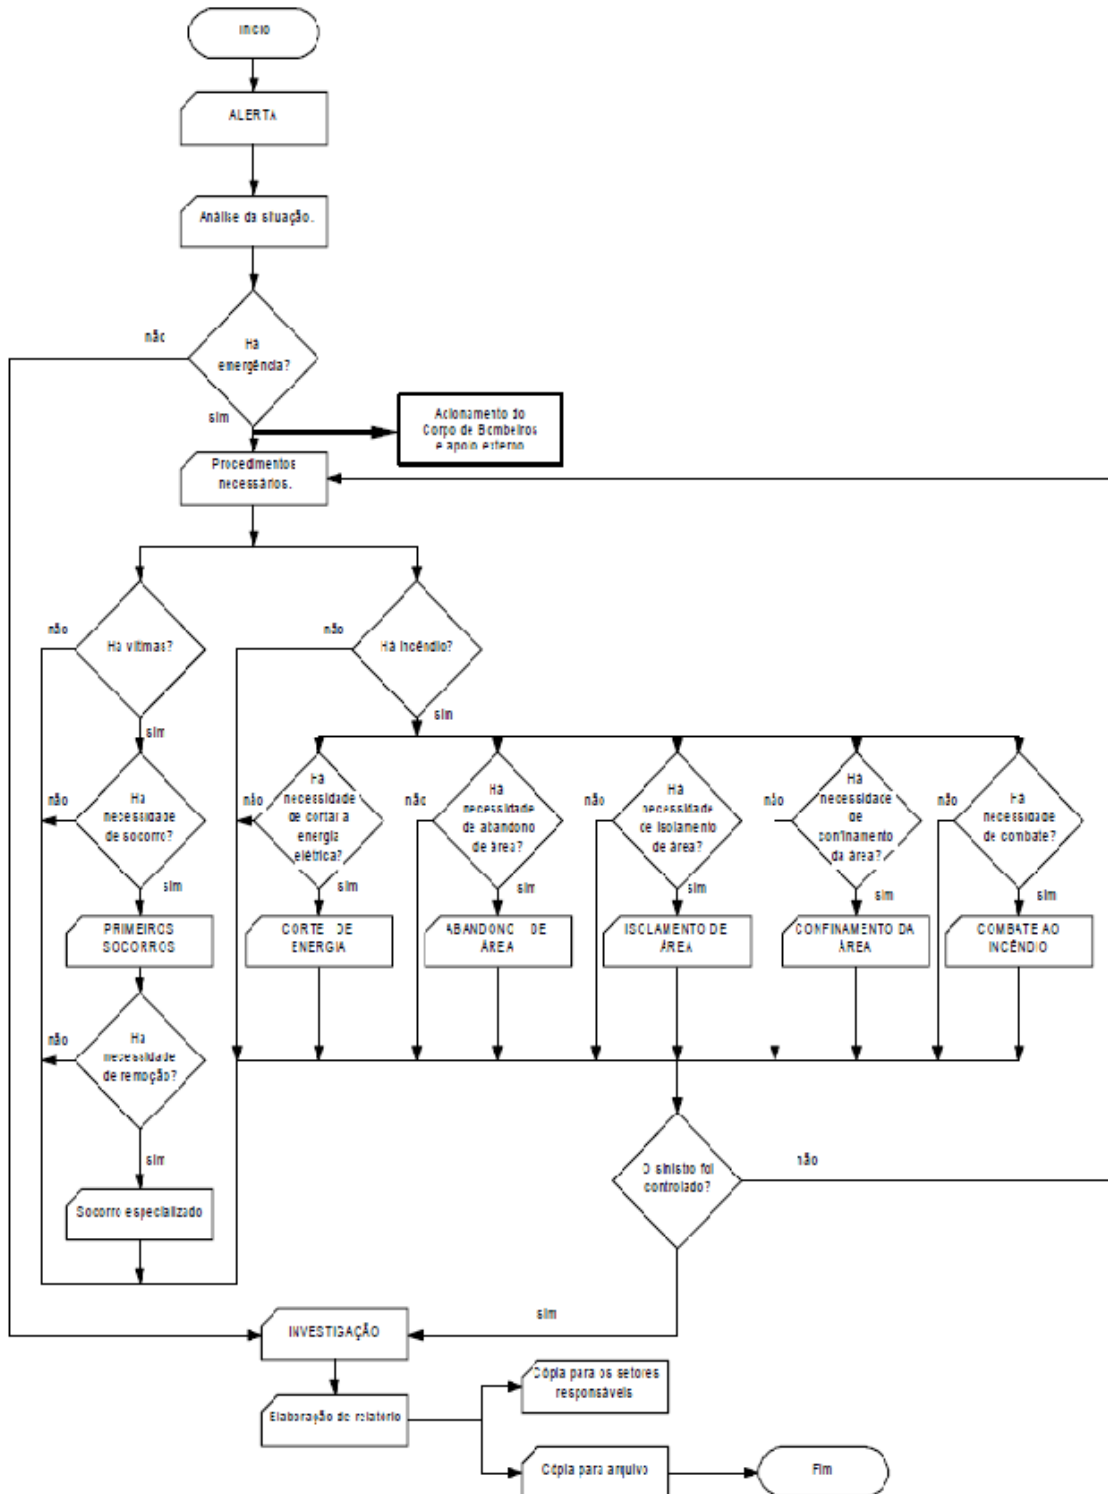 Início
ALERTA
Análise da situação.
não
Há
emergência?
sim
Acionamento do
Corpo de Bombeiros
e apoio externo
Procedimentos
necessários.
não
Há vítimas?
sim
não
Há incêndio?
sim
não
Há
necessidade
de socorro?
sim
não
Há
necessidade
de cortar a
energia
elétrica?
sim
não
Há
necessidade
de abandono
de área?
sim
não
Há
necessidade
de isolamento
de área?
sim
não
Há
necessidade
de
confinamento
da área?
sim
não
Há
necessidade
de combate?
sim
PRIMEIROS
SOCORROS
CORTE DE
ENERGIA
ABANDONO DE
ÁREA
ISOLAMENTO DE
ÁREA
CONFINAMENTO DA
ÁREA
COMBATE AO
INCÊNDIO
não
Há
necessidade
de remoção?
sim
Socorro especializado
O sinistro foi
controlado?
não
sim
INVESTIGAÇÃO
Elaboração de relatório
Cópia para os setores
responsáveis
Cópia para arquivo
Fim